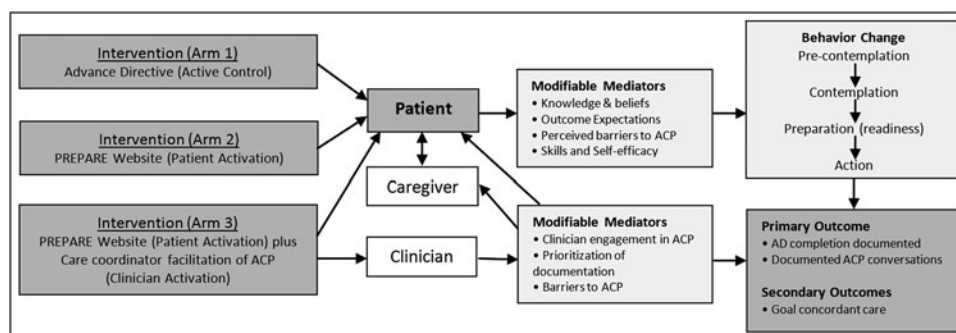 Intervention (Arm 1)
Advance Directive (Active Control)
Intervention (Arm 2)
PREPARE Website (Patient Activation)
Intervention (Arm 3)
PREPARE Website (Patient Activation) plus
Care coordinator facilitation of ACP
(Clinician Activation)
Patient
Caregiver
Clinician
Modifiable Mediators
• Knowledge & beliefs
• Outcome Expectations
• Perceived barriers to ACP
• Skills and Self-efficacy
Modifiable Mediators
• Clinician engagement in ACP
• Prioritization of
documentation
• Barriers to ACP
Behavior Change
Pre-contemplation
Contemplation
Preparation (readiness)
Action
Primary Outcome
• AD completion documented
• Documented ACP conversations
Secondary Outcomes
• Goal concordant care